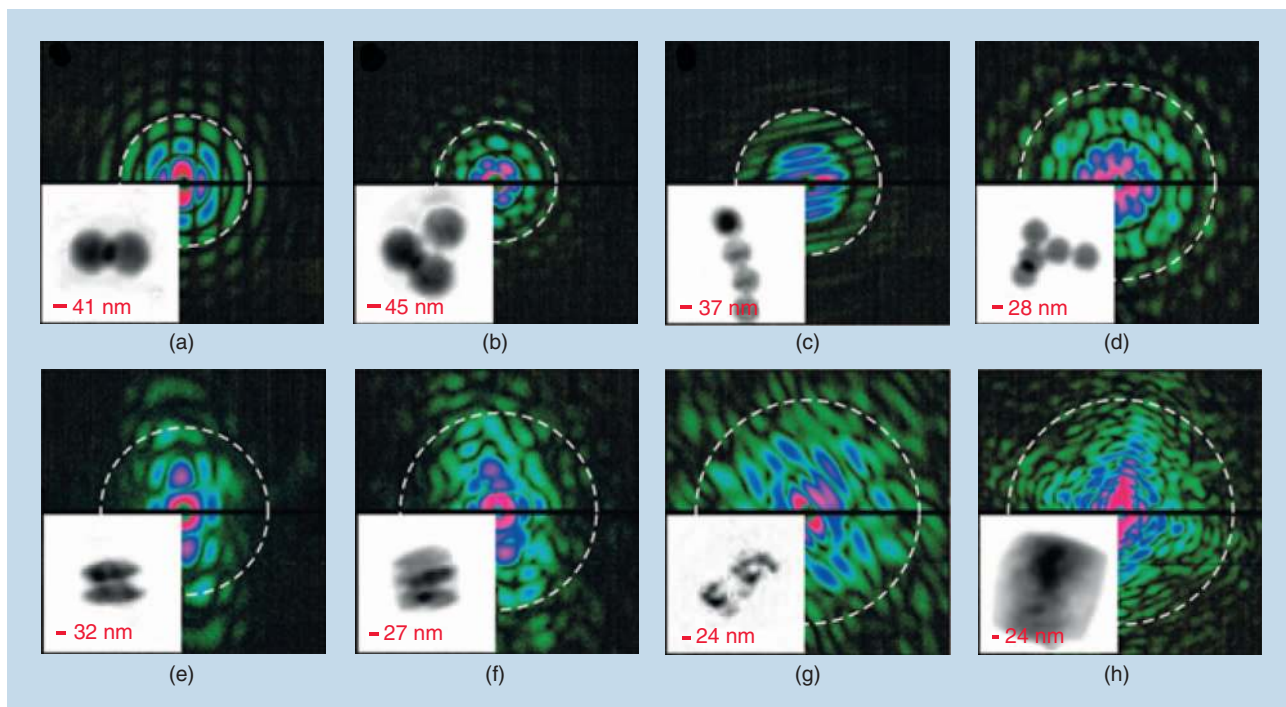 41 nm
45 nm
37 nm
28 nm
(a)
(b)
(c)
(d)
32 nm
27 nm
24 nm
24 nm
(e)
(f)
(g)
(h)